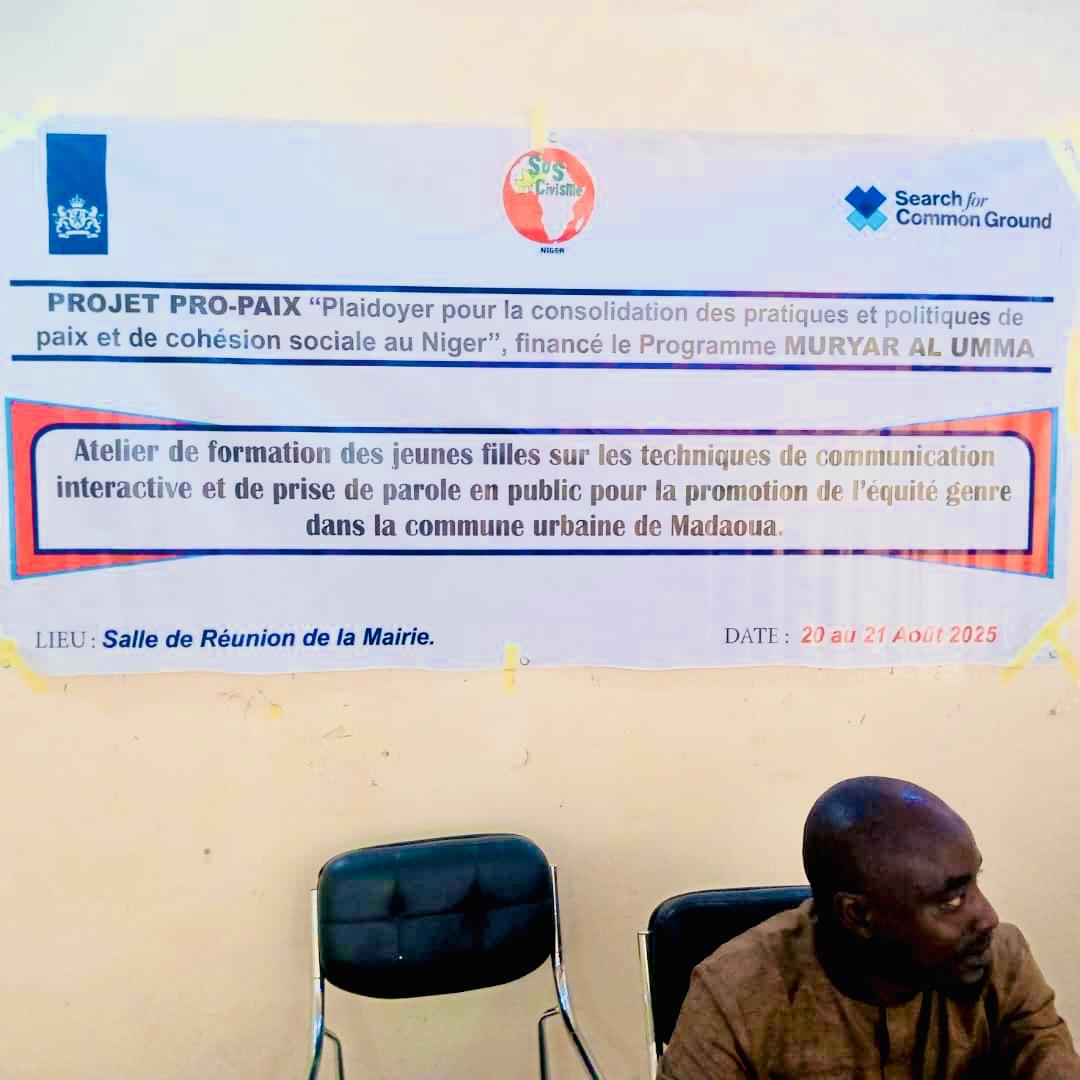 SOS
Civisme
NIGER
Search for
Common Ground
PROJET PRO-PAIX “Plaidoyer pour la consolidation des pratiques et politiques de
paix et de cohésion sociale au Niger”, financé le Programme MURYAR AL UMMA
Atelier de formation des jeunes filles sur les techniques de communication
interactive et de prise de parole en public pour la promotion de l’équité genre
dans la commune urbaine de Madaoua.
LIEU : Salle de Réunion de la Mairie.
DATE : 20 au 21 Août 2025